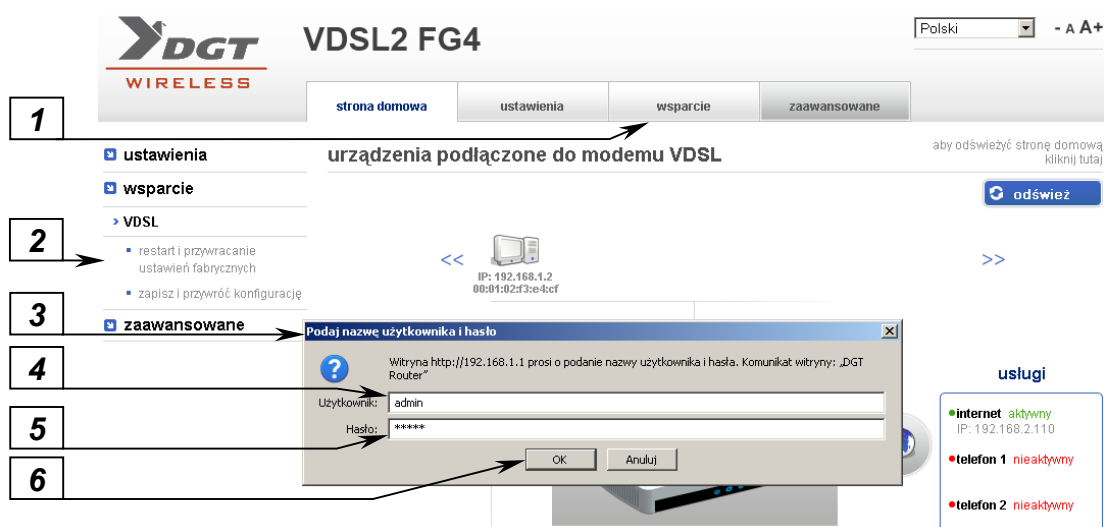 DGT
WIRELESS
VDSL2 FG4
Polski
- A A+
strona domowa
ustawienia
wsparcie
zaawansowane
1
ustawienia
wsparcie
VDSL
restart i przywracanie
ustawień fabrycznych
zapisz i przywróć konfigurację
zaawansowane
2
3
4
5
6
urządzenia podłączone do modemu VDSL
aby odświeżyć stronę domową
kliknij tutaj
odśwież
<<
IP: 192.168.1.2
00:01:02:f3:e4:cf
>>
Podaj nazwę użytkownika i hasło
Witryna http://192.168.1.1 prosi o podanie nazwy użytkownika i hasła. Komunikat witryny: „DGT
Router”
Użytkownik:
admin
Hasło:
*****
OK
Anuluj
usługi
internet aktywny
IP: 192.168.2.110
telefon 1 nieaktywny
telefon 2 nieaktywny